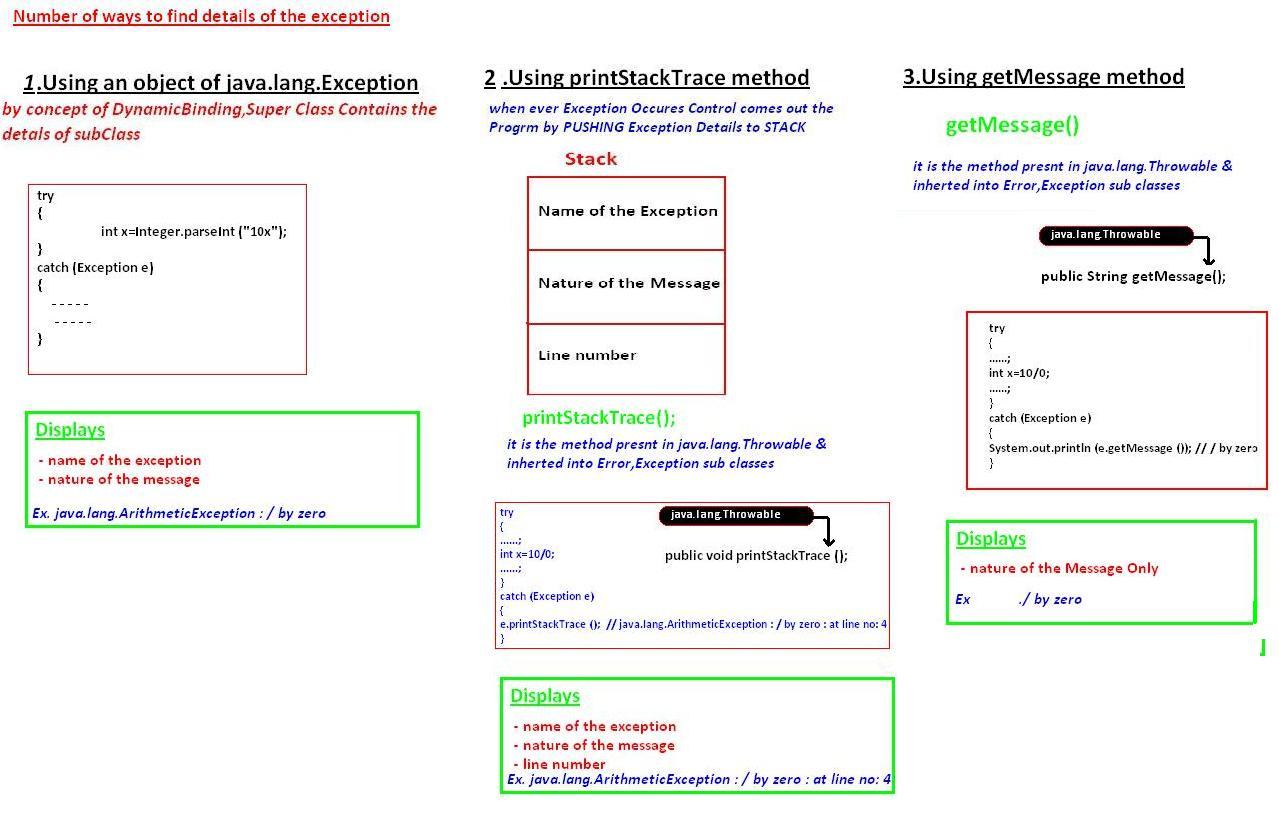 Number of ways to find details of the exception
1.Using an object of java.lang.Exception
by concept of DynamicBinding,Super Class Contains the
detals of subClass
try
{
int x=Integer.parseInt ("10x");
}
catch (Exception e)
{
- - - - -
- - - - -
}
Displays
- name of the exception
- nature of the message
Ex. java.lang.ArithmeticException : / by zero
2 .Using printStackTrace method
when ever Exception Occures Control comes out the
Progrm by PUSHING Exception Details to STACK
Stack
Name of the Exception
Nature of the Message
Line number
printStackTrace();
it is the method presnt in java.lang.Throwable &
inherted into Error,Exception sub classes
try
{
......;
int x=10/0;
......;
}
catch (Exception e)
{
e.printStackTrace (); // java.lang.ArithmeticException : / by zero : at line no: 4
}
java.lang.Throwable
public void printStackTrace ();
Displays
- name of the exception
- nature of the message
- line number
Ex. java.lang.ArithmeticException : / by zero : at line no: 4
3.Using getMessage method
getMessage()
it is the method presnt in java.lang.Throwable &
inherted into Error,Exception sub classes
java.lang.Throwable
public String getMessage();
try
{
......;
int x=10/0;
......;
}
catch (Exception e)
{
System.out.println (e.getMessage ()); // / by zero
}
Displays
- nature of the Message Only
Ex ./ by zero